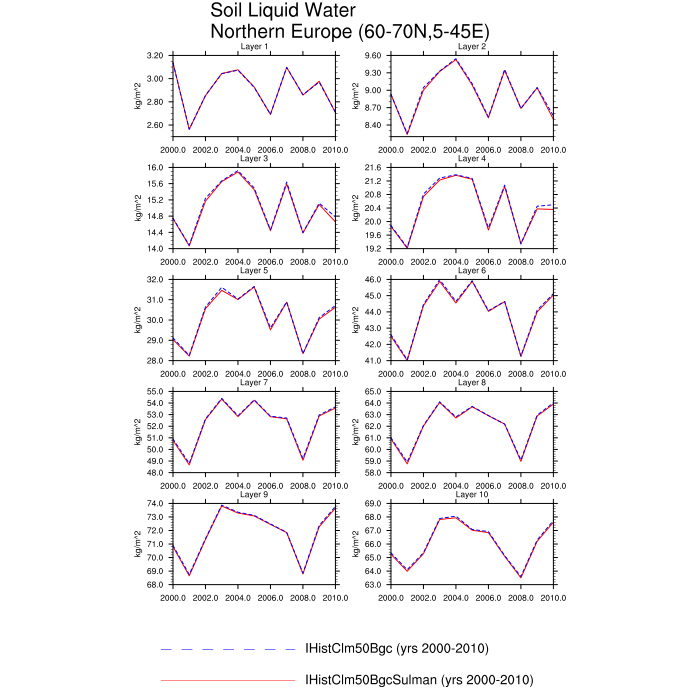 Soil Liquid Water
Northern Europe (60-70N,5-45E)
Layer 1
3.20
3.00
2.80
2.60
kg/m^2
2000.0 2002.0 2004.0 2006.0 2008.0 2010.0
Layer 2
9.60
9.30
9.00
8.70
8.40
kg/m^2
2000.0 2002.0 2004.0 2006.0 2008.0 2010.0
Layer 3
16.0
15.6
15.2
14.8
14.4
14.0
kg/m^2
2000.0 2002.0 2004.0 2006.0 2008.0 2010.0
Layer 4
21.6
21.2
20.8
20.4
20.0
19.6
19.2
kg/m^2
2000.0 2002.0 2004.0 2006.0 2008.0 2010.0
Layer 5
32.0
31.0
30.0
29.0
28.0
kg/m^2
2000.0 2002.0 2004.0 2006.0 2008.0 2010.0
Layer 6
46.0
45.0
44.0
43.0
42.0
41.0
kg/m^2
2000.0 2002.0 2004.0 2006.0 2008.0 2010.0
Layer 7
55.0
54.0
53.0
52.0
51.0
50.0
49.0
48.0
kg/m^2
2000.0 2002.0 2004.0 2006.0 2008.0 2010.0
Layer 8
65.0
64.0
63.0
62.0
61.0
60.0
59.0
58.0
kg/m^2
2000.0 2002.0 2004.0 2006.0 2008.0 2010.0
Layer 9
74.0
73.0
72.0
71.0
70.0
69.0
68.0
kg/m^2
2000.0 2002.0 2004.0 2006.0 2008.0 2010.0
Layer 10
69.0
68.0
67.0
66.0
65.0
64.0
63.0
kg/m^2
2000.0 2002.0 2004.0 2006.0 2008.0 2010.0
IHistClm50Bgc (yrs 2000-2010)
IHistClm50BgcSulman (yrs 2000-2010)